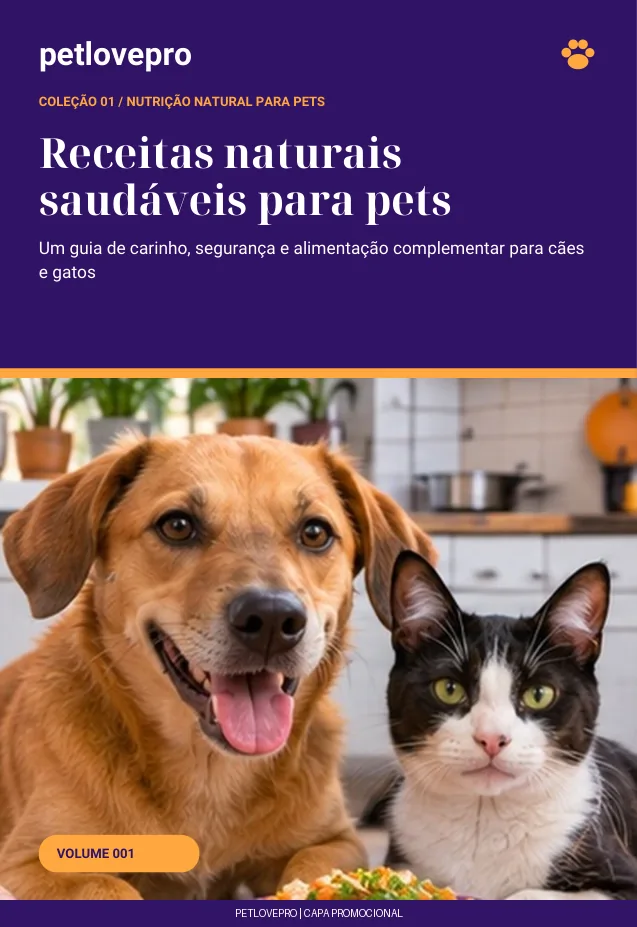 petlovepro
COLEÇÃO 01 / NUTRIÇÃO NATURAL PARA PETS
Receitas naturais
saudáveis para pets
Um guia de carinho, segurança e alimentação complementar para cães
e gatos
VOLUME 001
PETLOVEPRO | CAPA PROMOCIONAL